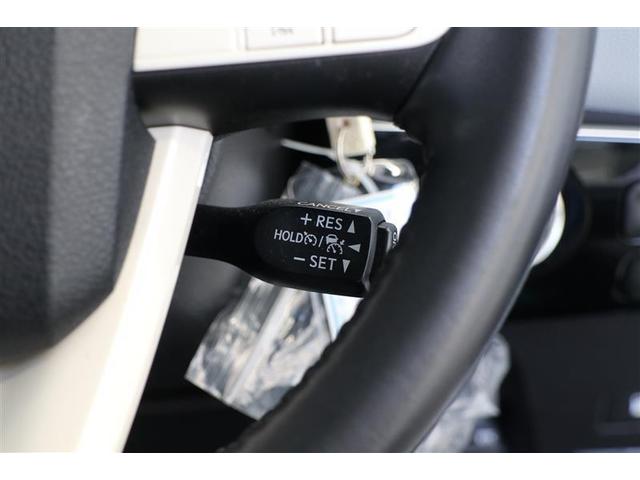 CANCEL
+ RES ▲
HOLD / ◀
− SET ▼